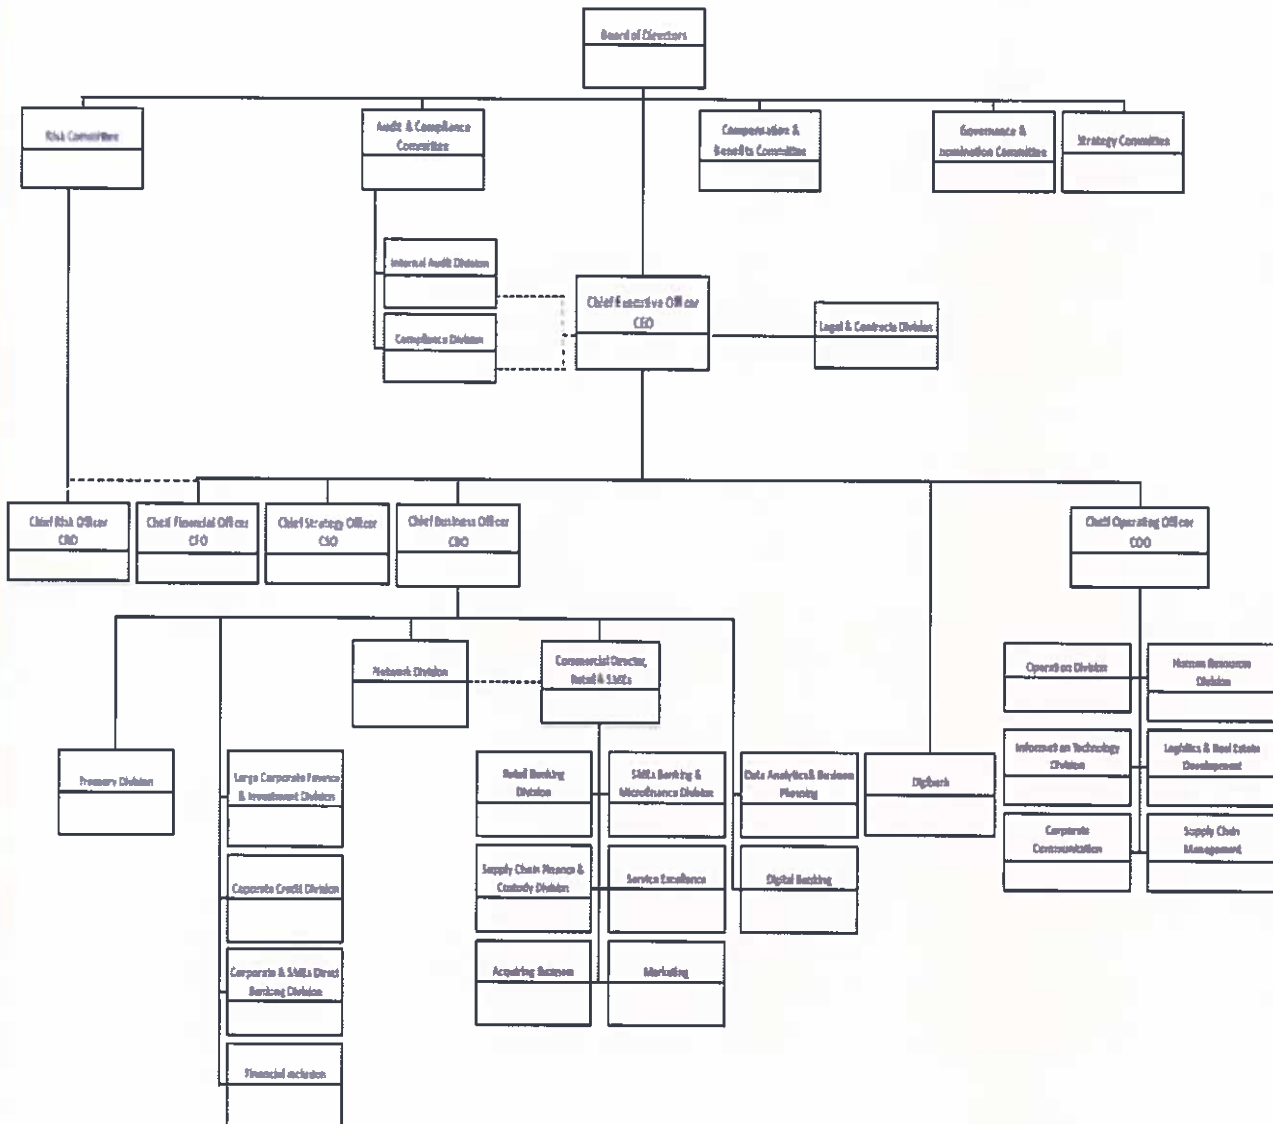 Board of Directors
Risk Committee
Audit & Compliance
Committee
Compensation &
Benefits Committee
Governance &
nomination Committee
Strategy Committee
Internal Audit Division
Compliance Division
Chief Executive Officer
CEO
Legal & Contracts Division
Chief Risk Officer
CRO
Cheif Financial Officer
CFO
Chief Strategy Officer
CSO
Chief Business Officer
CBO
Cheif Operating Officer
COO
Network Division
Commercial Director,
Retail & SMEs
Operation Division
Human Resources
Division
Division
Large Corporate Finance
& Investment Division
Retail Banking
Division
SMEs Banking &
Microfinance Division
Data Analytics & Business
Planning
Digibank
Information Technology
Division
Logistics & Real Estate
Development
Corporate
Communication
Supply Chain
Management
Corporate Credit Division
Supply Chain Finance &
Custody Division
Service Excellence
Digital Banking
Corporate & SMEs Direct
Banking Division
Acquiring Business
Marketing
Financial inclusion